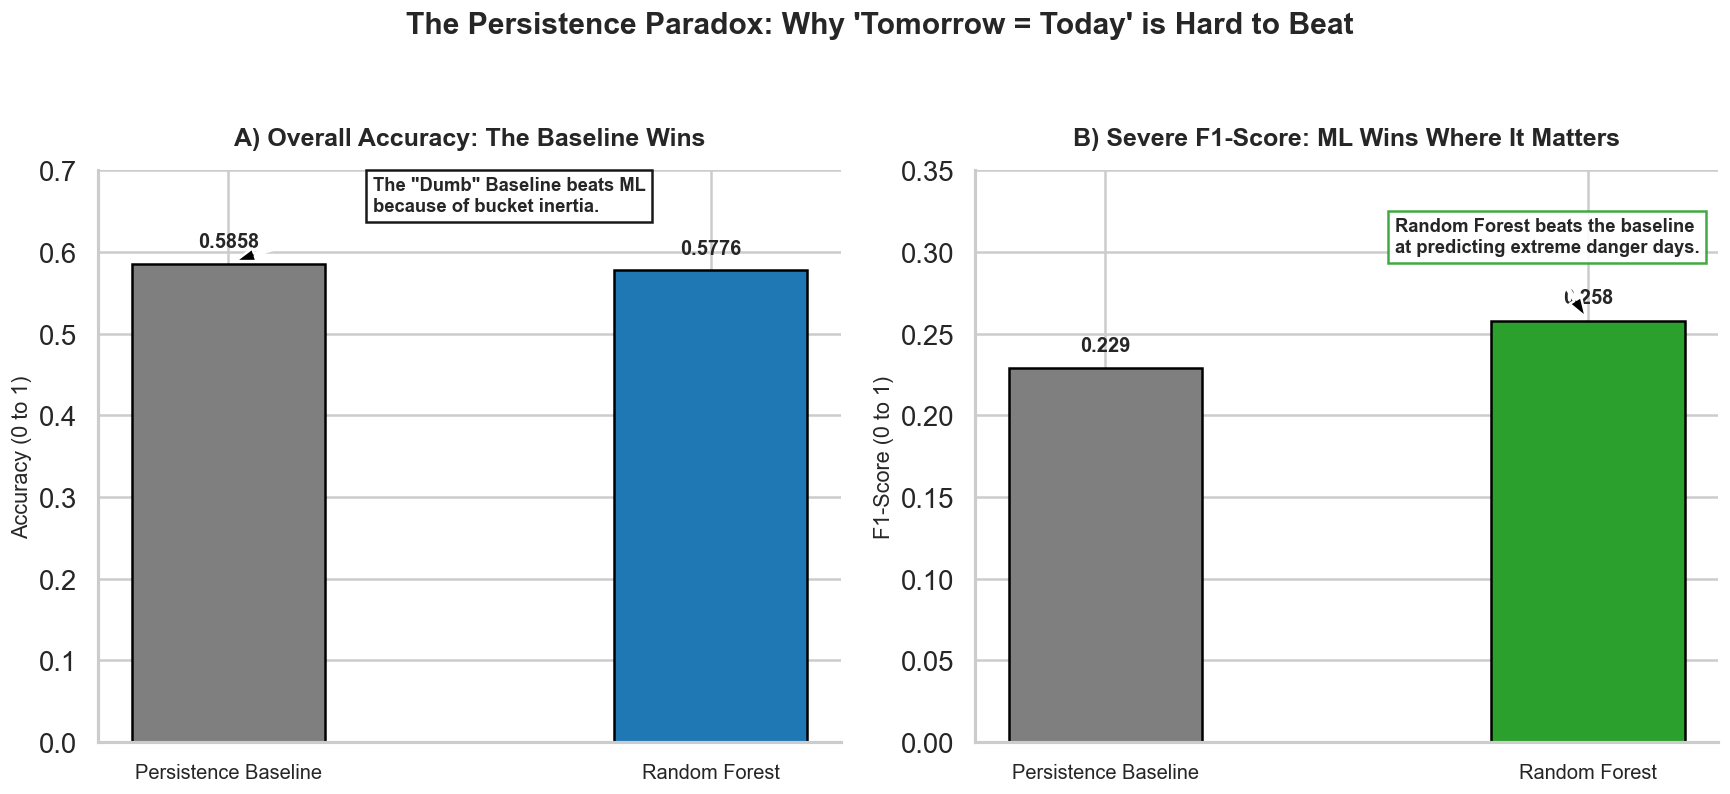 The Persistence Paradox: Why 'Tomorrow = Today' is Hard to Beat
A) Overall Accuracy: The Baseline Wins
0.7
0.6
0.5
0.4
0.3
0.2
0.1
0.0
Accuracy (0 to 1)
The "Dumb" Baseline beats ML
because of bucket inertia.
0.5858
0.5776
Persistence Baseline
Random Forest
B) Severe F1-Score: ML Wins Where It Matters
0.35
0.30
0.25
0.20
0.15
0.10
0.05
0.00
F1-Score (0 to 1)
Random Forest beats the baseline
at predicting extreme danger days.
0.229
0.258
Persistence Baseline
Random Forest